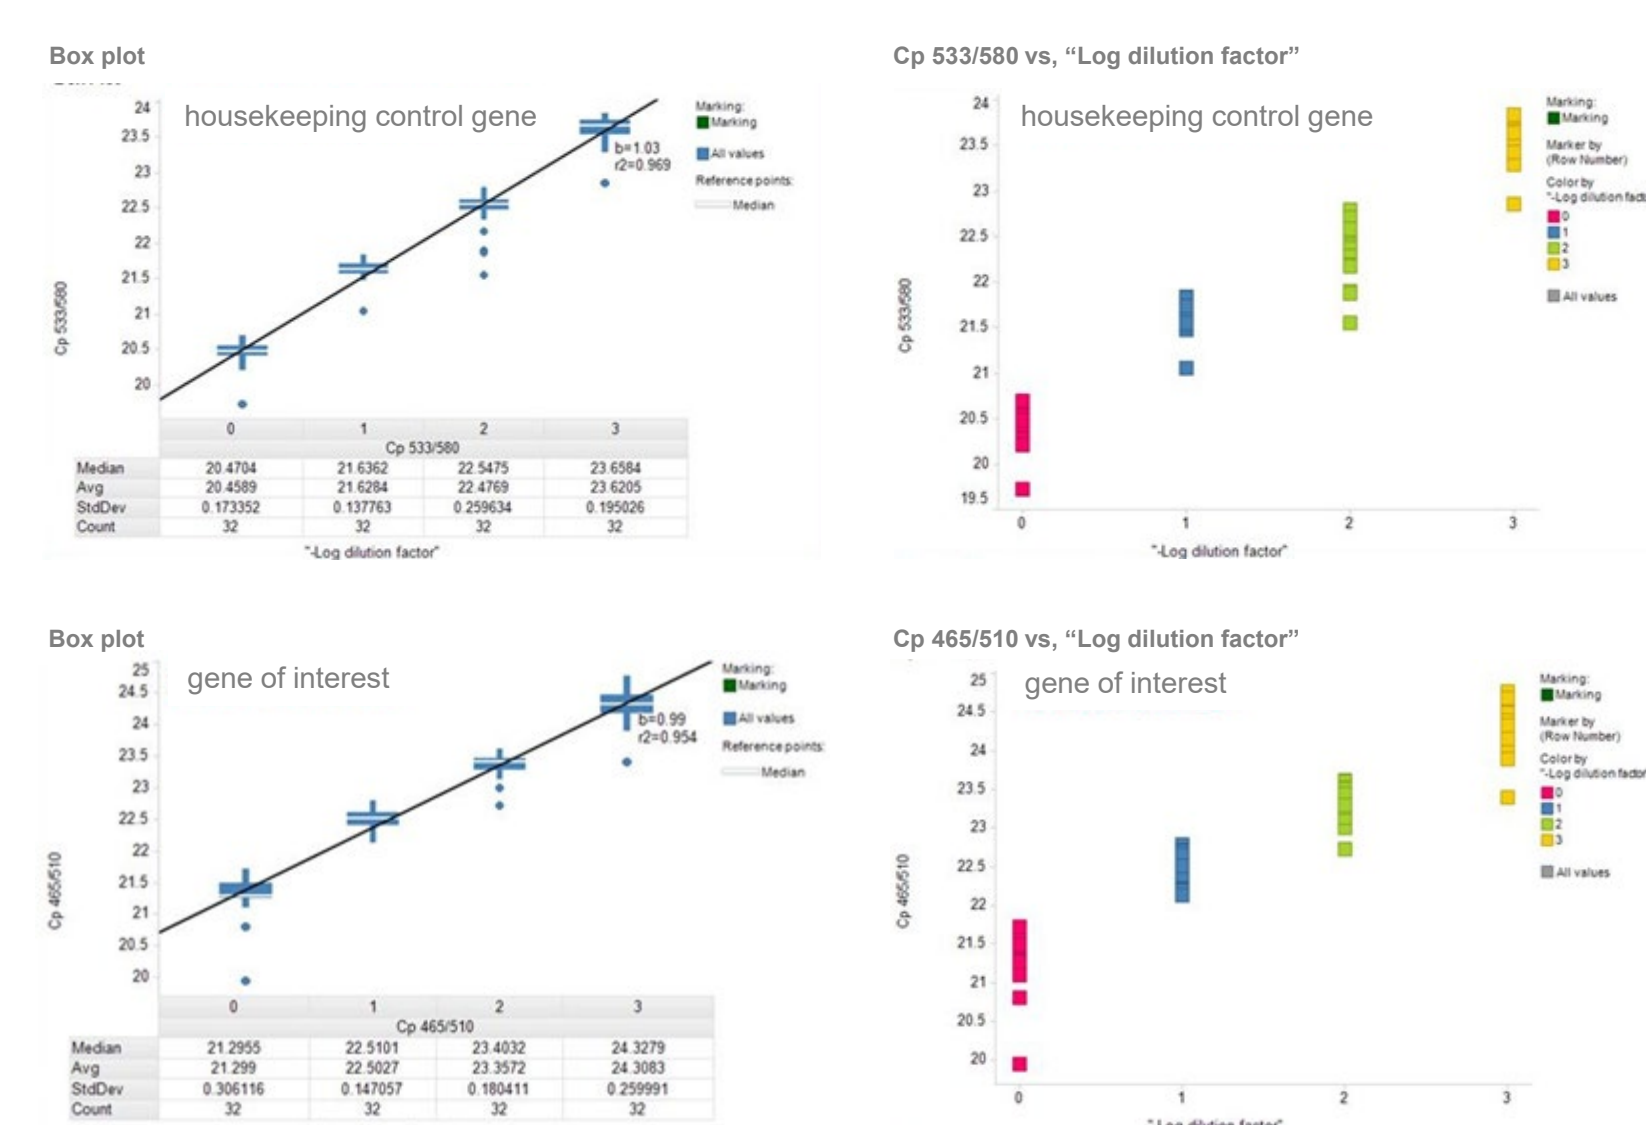 Box plot
housekeeping control gene
24
23.5
23
22.5
22
21.5
21
20.5
20
Cp 533/580
b=1.03
r2=0.969
Marking:
Marking
All values
Reference points:
Median
0 1 2 3
Cp 533/580
Median 20.4704 21.6362 22.5475 23.6584
Avg 20.4589 21.6284 22.4769 23.6205
StdDev 0.173352 0.137763 0.259634 0.195026
Count 32 32 32 32
"-Log dilution factor"
Cp 533/580 vs, “Log dilution factor”
housekeeping control gene
24
23.5
23
22.5
22
21.5
21
20.5
20
19.5
Cp 533/580
0 1 2 3
"-Log dilution factor"
Marking:
Marking
Marker by
(Row Number)
Color by
"-Log dilution fact
0
1
2
3
All values
Box plot
gene of interest
25
24.5
24
23.5
23
22.5
22
21.5
21
20.5
20
Cp 465/510
b=0.99
r2=0.954
Marking:
Marking
All values
Reference points:
Median
0 1 2 3
Cp 465/510
Median 21.2955 22.5101 23.4032 24.3279
Avg 21.299 22.5027 23.3572 24.3083
StdDev 0.306116 0.147057 0.180411 0.259991
Count 32 32 32 32
Cp 465/510 vs, “Log dilution factor”
gene of interest
25
24.5
24
23.5
23
22.5
22
21.5
21
20.5
20
Cp 465/510
0 1 2 3
"-Log dilution factor"
Marking:
Marking
Marker by
(Row Number)
Color by
"-Log dilution factor
0
1
2
3
All values